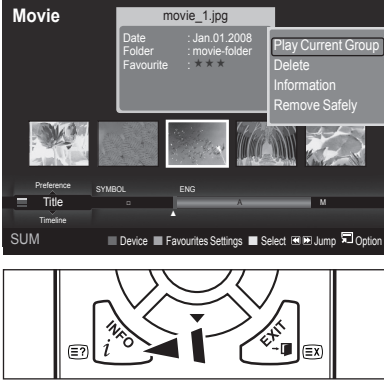 Movie
movie_1.jpg
Date : Jan.01.2008
Folder : movie-folder
Favourite : ★ ★ ★
Play Current Group
Delete
Information
Remove Safely
Preference
SYMBOL ENG
Title A M
Timeline
SUM Device Favourites Settings Select Jump Option
INFO
i
EXIT